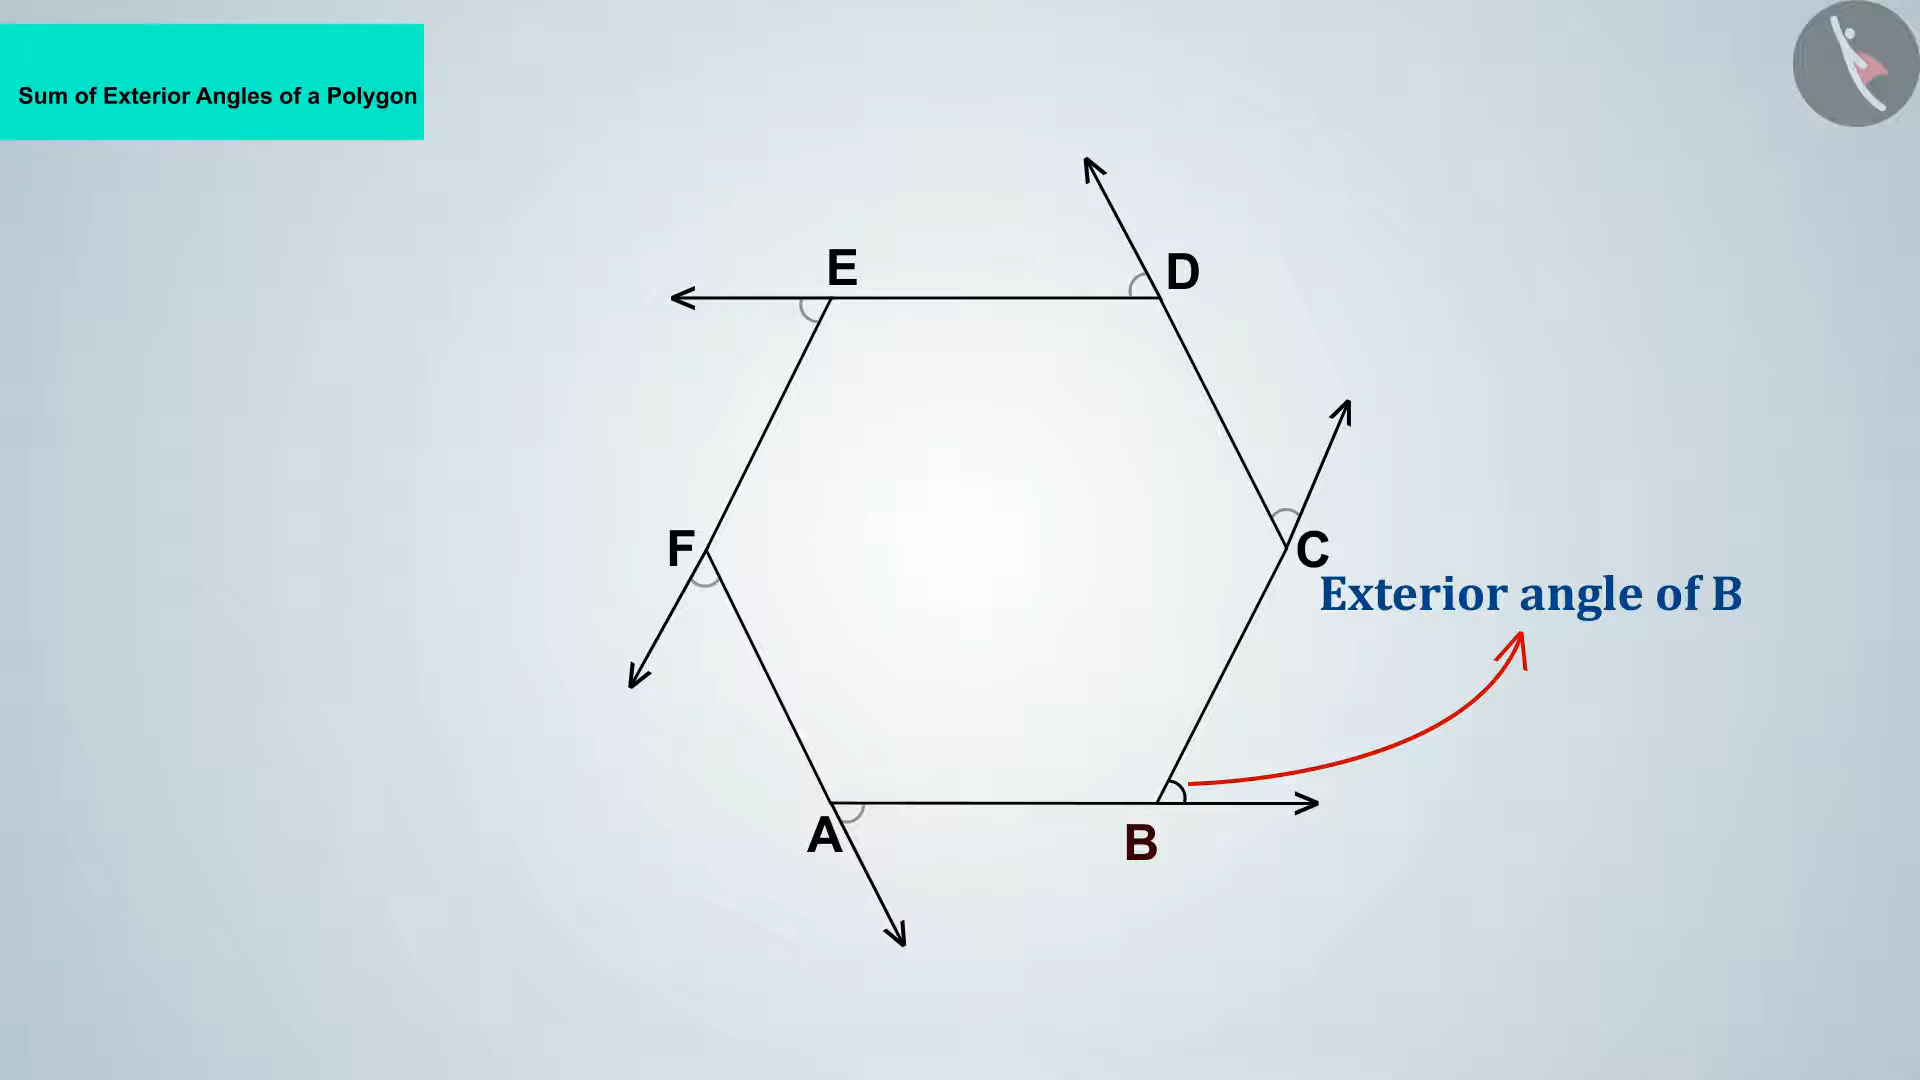 Sum of Exterior Angles of a Polygon
E
D
F
C
Exterior angle of B
A
B